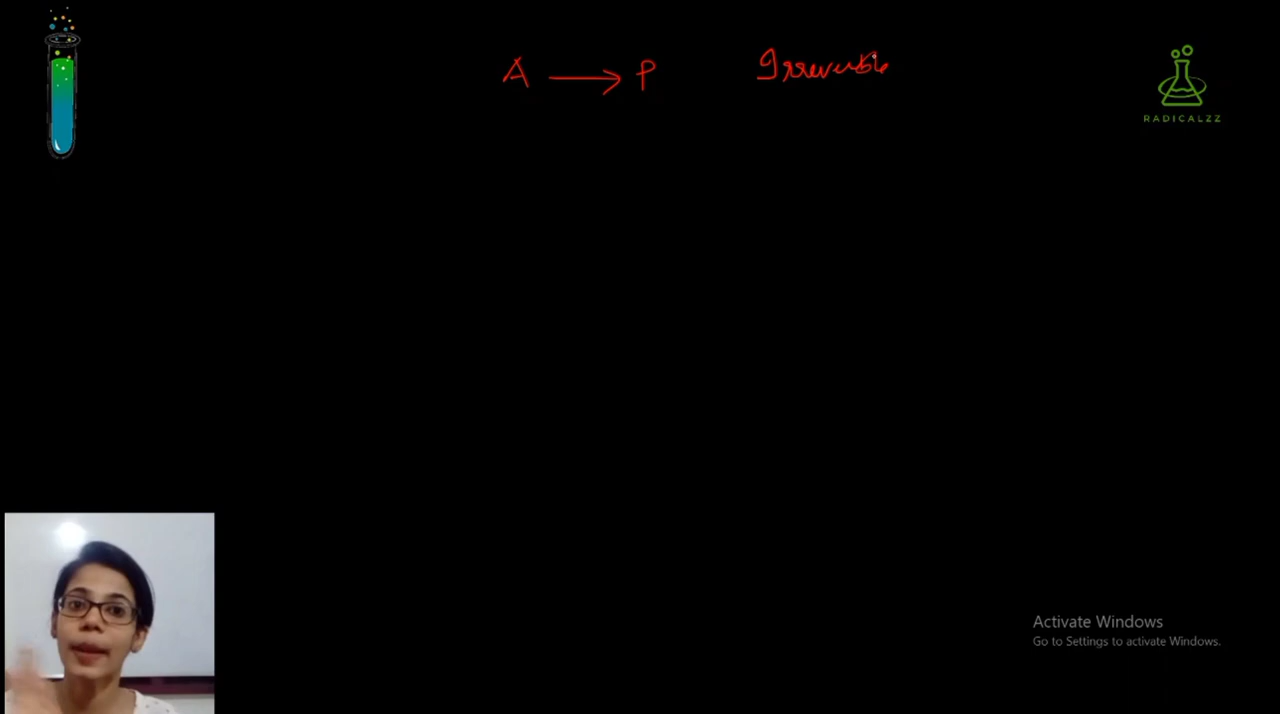 A → P Irreversible
RADICALZZ
Activate Windows
Go to Settings to activate Windows.